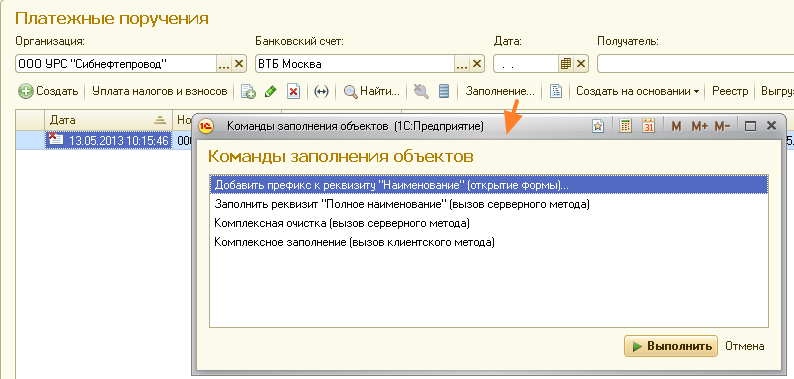 Платежные поручения
Организация: Банковский счет: Дата: Получатель:
ООО УРС "Сибнефтепровод" ... ВТБ Москва ... . .
Создать Уплата налогов и взносов Найти... Заполнение... Создать на основании Реестр Выгру
Дата Но
13.05.2013 10:15:46 000
Команды заполнения объектов (1С:Предприятие) 31 M M+ M-
Команды заполнения объектов
Добавить префикс к реквизиту "Наименование" (открытие формы)...
Заполнить реквизит "Полное наименование" (вызов серверного метода)
Комплексная очистка (вызов серверного метода)
Комплексное заполнение (вызов клиентского метода)
Выполнить Отмена